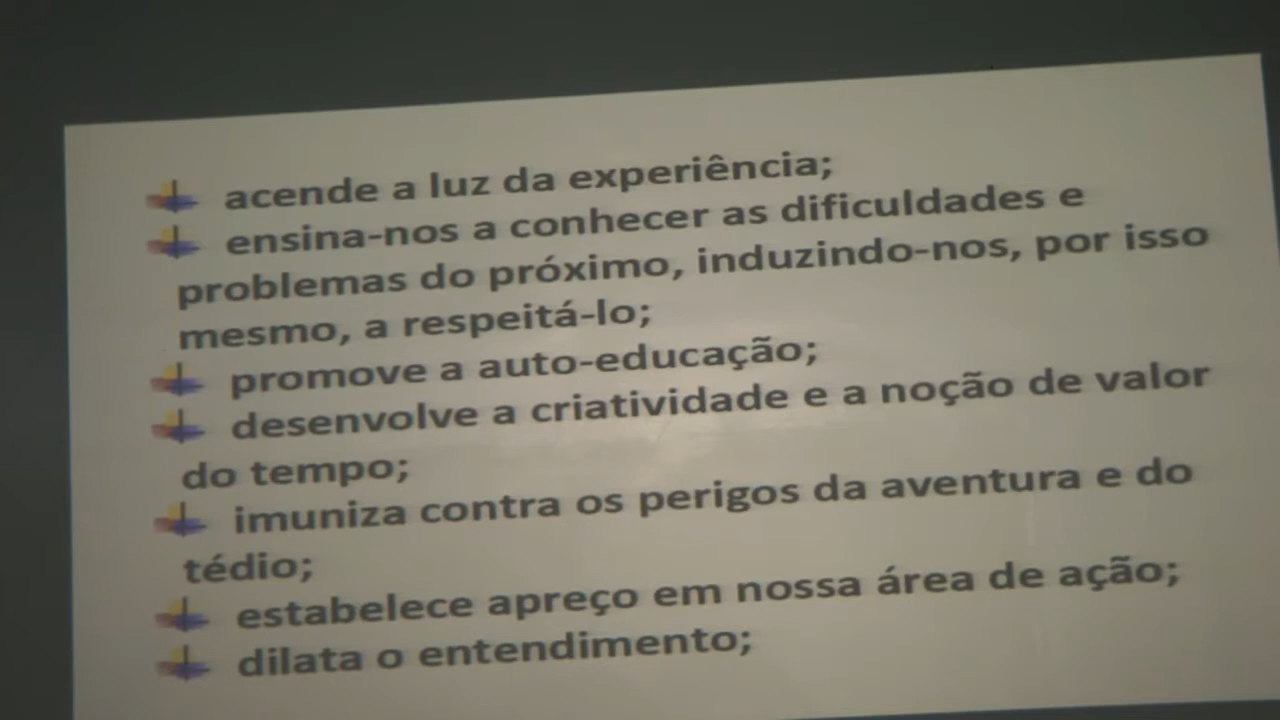 acende a luz da experiência;
ensina-nos a conhecer as dificuldades e
problemas do próximo, induzindo-nos, por isso
mesmo, a respeitá-lo;
promove a auto-educação;
desenvolve a criatividade e a noção de valor
do tempo;
imuniza contra os perigos da aventura e do
tédio;
estabelece apreço em nossa área de ação;
dilata o entendimento;